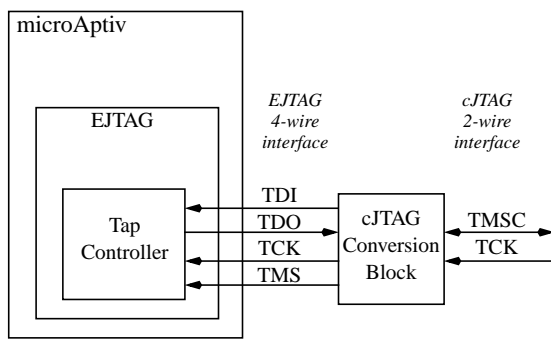 microAptiv
EJTAG
EJTAG
4-wire
interface
cJTAG
2-wire
interface
Tap
Controller
TDI
TDO
TCK
TMS
cJTAG
Conversion
Block
TMSC
TCK